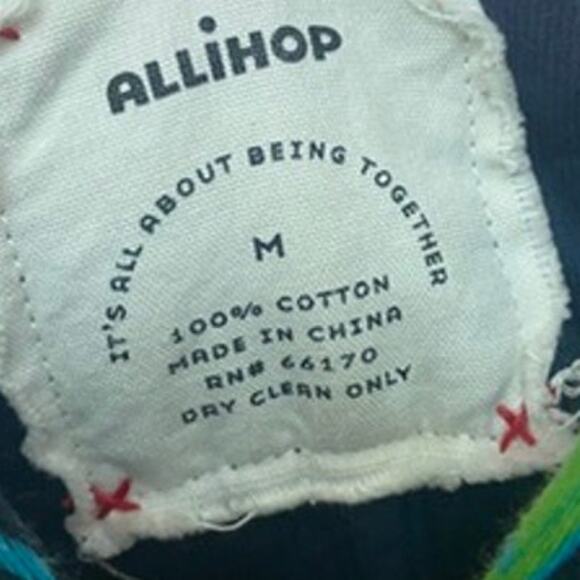 ALLiHOP
IT'S ALL ABOUT BEING TOGETHER
M
100% COTTON
MADE IN CHINA
RN# 66170
DRY CLEAN ONLY